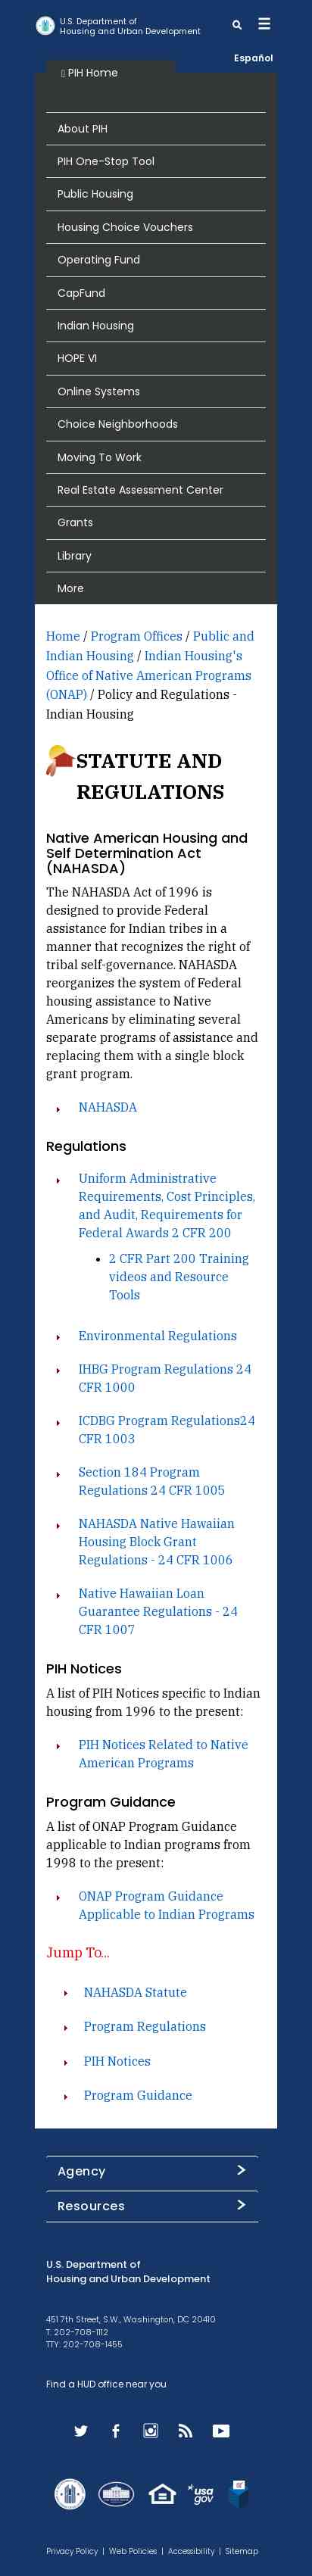 U.S. Department of
Housing and Urban Development
Español
PIH Home
About PIH
PIH One-Stop Tool
Public Housing
Housing Choice Vouchers
Operating Fund
CapFund
Indian Housing
HOPE VI
Online Systems
Choice Neighborhoods
Moving To Work
Real Estate Assessment Center
Grants
Library
More
Home / Program Offices / Public and
Indian Housing / Indian Housing's
Office of Native American Programs
(ONAP) / Policy and Regulations -
Indian Housing
STATUTE AND
REGULATIONS
Native American Housing and
Self Determination Act
(NAHASDA)
The NAHASDA Act of 1996 is
designed to provide Federal
assistance for Indian tribes in a
manner that recognizes the right of
tribal self-governance. NAHASDA
reorganizes the system of Federal
housing assistance to Native
Americans by eliminating several
separate programs of assistance and
replacing them with a single block
grant program.
NAHASDA
Regulations
Uniform Administrative
Requirements, Cost Principles,
and Audit, Requirements for
Federal Awards 2 CFR 200
2 CFR Part 200 Training
videos and Resource
Tools
Environmental Regulations
IHBG Program Regulations 24
CFR 1000
ICDBG Program Regulations24
CFR 1003
Section 184 Program
Regulations 24 CFR 1005
NAHASDA Native Hawaiian
Housing Block Grant
Regulations - 24 CFR 1006
Native Hawaiian Loan
Guarantee Regulations - 24
CFR 1007
PIH Notices
A list of PIH Notices specific to Indian
housing from 1996 to the present:
PIH Notices Related to Native
American Programs
Program Guidance
A list of ONAP Program Guidance
applicable to Indian programs from
1998 to the present:
ONAP Program Guidance
Applicable to Indian Programs
Jump To...
NAHASDA Statute
Program Regulations
PIH Notices
Program Guidance
Agency
Resources
U.S. Department of
Housing and Urban Development
451 7th Street, S.W., Washington, DC 20410
T: 202-708-1112
TTY: 202-708-1455
Find a HUD office near you
usa
gov
Privacy Policy | Web Policies | Accessibility | Sitemap